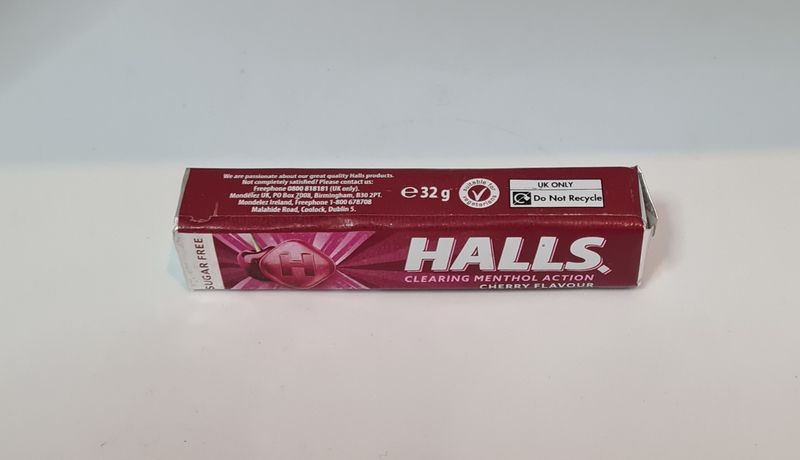 We are passionate about our great quality Halls products.
Not completely satisfied? Please contact us:
Freephone 0800 818181 (UK only).
Mondelez UK, PO Box 7008, Birmingham, B30 2PT.
Mondelez Ireland, Freephone 1-800 678708
Malahide Road, Coolock, Dublin 5.
℮ 32 g
suitable for vegetarians
UK ONLY
Do Not Recycle
SUGAR FREE
H
HALLS
CLEARING MENTHOL ACTION
CHERRY FLAVOUR